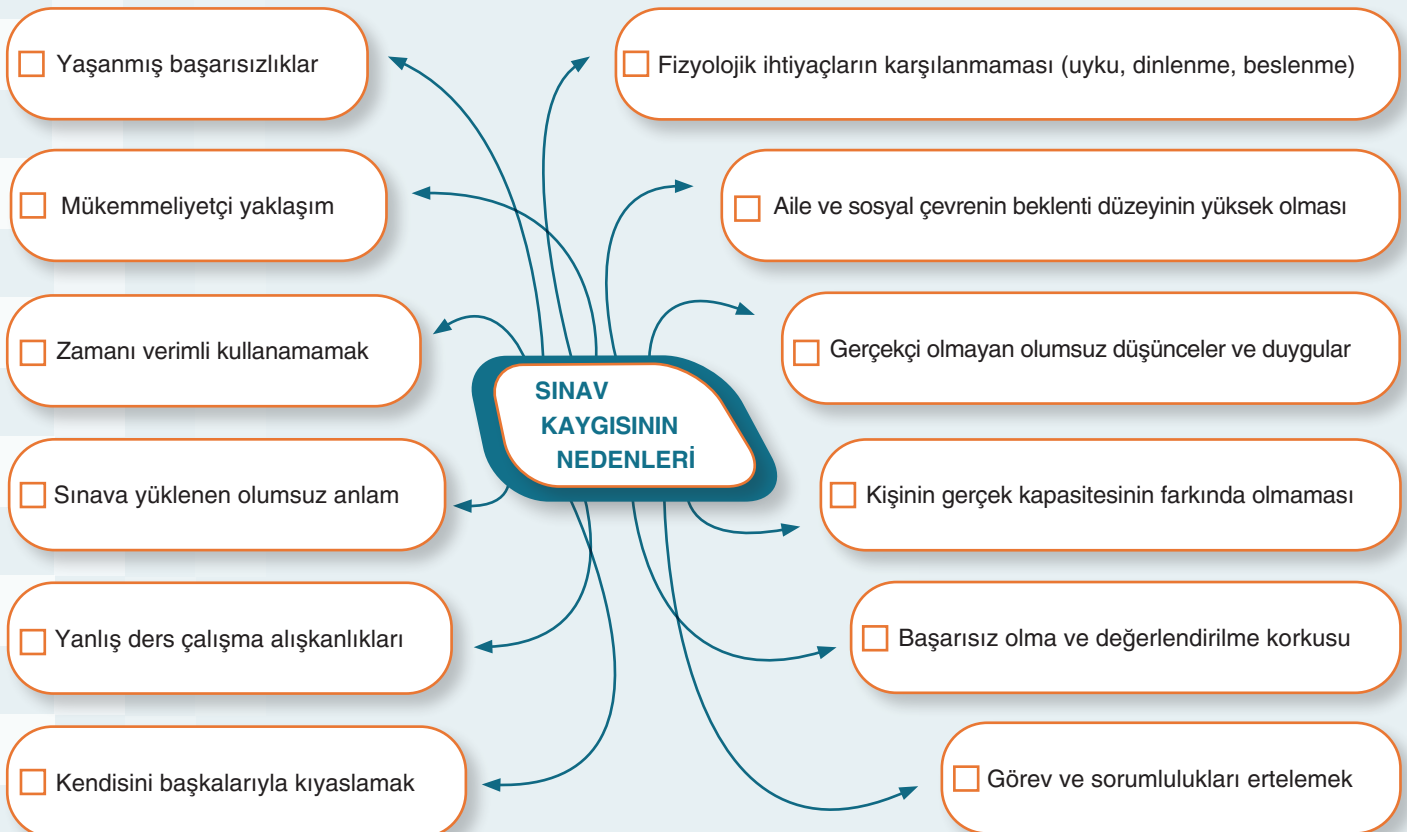 Yaşanmış başarısızlıklar
Mükemmeliyetçi yaklaşım
Zamanı verimli kullanamamak
Sınava yüklenen olumsuz anlam
Yanlış ders çalışma alışkanlıkları
Kendisini başkalarıyla kıyaslamak
SINAV
KAYGISININ
NEDENLERİ
Fizyolojik ihtiyaçların karşılanmaması (uyku, dinlenme, beslenme)
Aile ve sosyal çevrenin beklenti düzeyinin yüksek olması
Gerçekçi olmayan olumsuz düşünceler ve duygular
Kişinin gerçek kapasitesinin farkında olmaması
Başarısız olma ve değerlendirilme korkusu
Görev ve sorumlulukları ertelemek